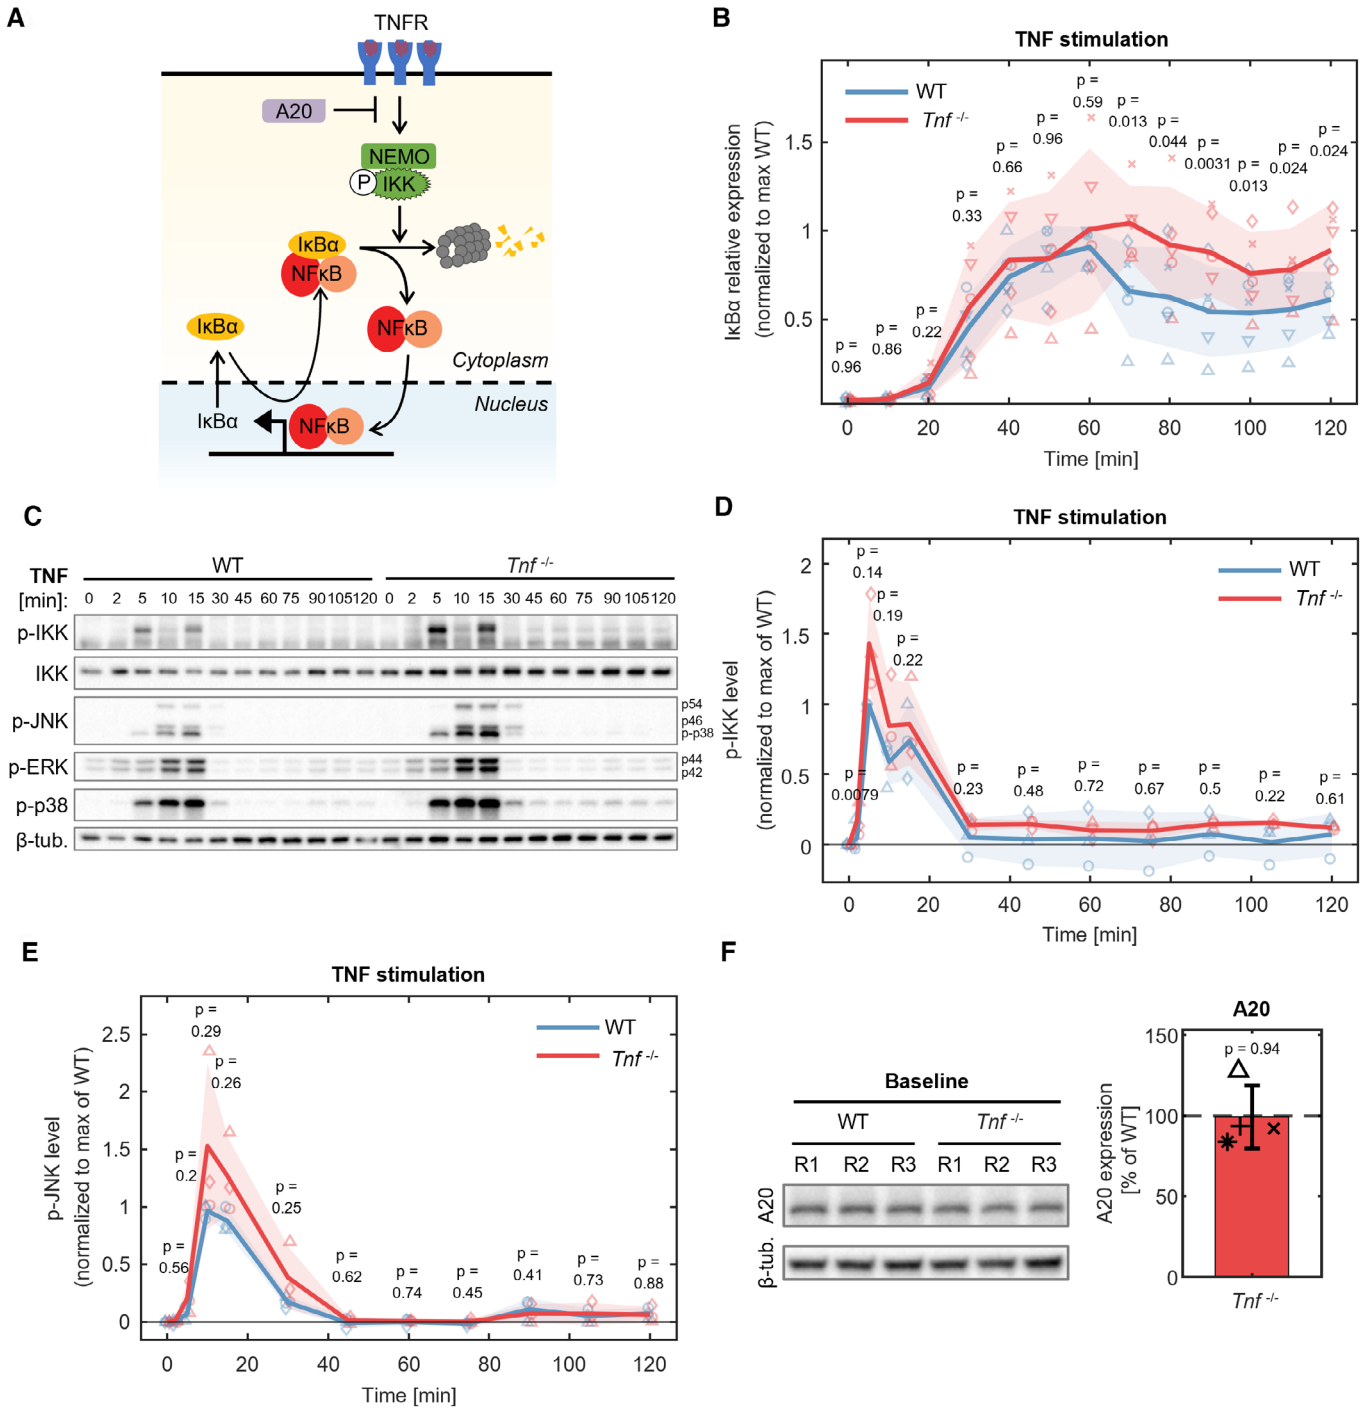 A
TNFR
A20
NEMO
P
IKK
IκBα
NFκB
IκBα
NFκB
Cytoplasm
Nucleus
IκBα
NFκB
B
TNF stimulation
IκBα relative expression
(normalized to max WT)
WT
Tnf -/-
p =
0.96
p =
0.86
p =
0.22
p =
0.33
p =
0.66
p =
0.96
p =
0.59
p =
0.013
p =
0.044
p =
0.0031
p =
0.013
p =
0.024
p =
0.024
1.5
1
0.5
0 20 40 60 80 100 120
Time [min]
C
WT
Tnf -/-
TNF
[min]:
0 2 5 10 15 30 45 60 75 90 105 120 0 2 5 10 15 30 45 60 75 90 105 120
p-IKK
IKK
p-JNK
p54
p46
p-p38
p-ERK
p44
p42
p-p38
β-tub.
D
TNF stimulation
p-IKK level
(normalized to max of WT)
WT
Tnf -/-
p =
0.0079
p =
0.14
p =
0.19
p =
0.22
p =
0.23
p =
0.48
p =
0.72
p =
0.67
p =
0.5
p =
0.22
p =
0.61
2
1.5
1
0.5
0
0 20 40 60 80 100 120
Time [min]
E
TNF stimulation
p-JNK level
(normalized to max of WT)
WT
Tnf -/-
p =
0.56
p =
0.2
p =
0.29
p =
0.26
p =
0.25
p =
0.62
p =
0.74
p =
0.45
p =
0.41
p =
0.73
p =
0.88
2.5
2
1.5
1
0.5
0
0 20 40 60 80 100 120
Time [min]
F
Baseline
WT
Tnf -/-
R1 R2 R3 R1 R2 R3
A20
β-tub.
A20
A20 expression
[% of WT]
p = 0.94
150
100
50
0
Tnf -/-